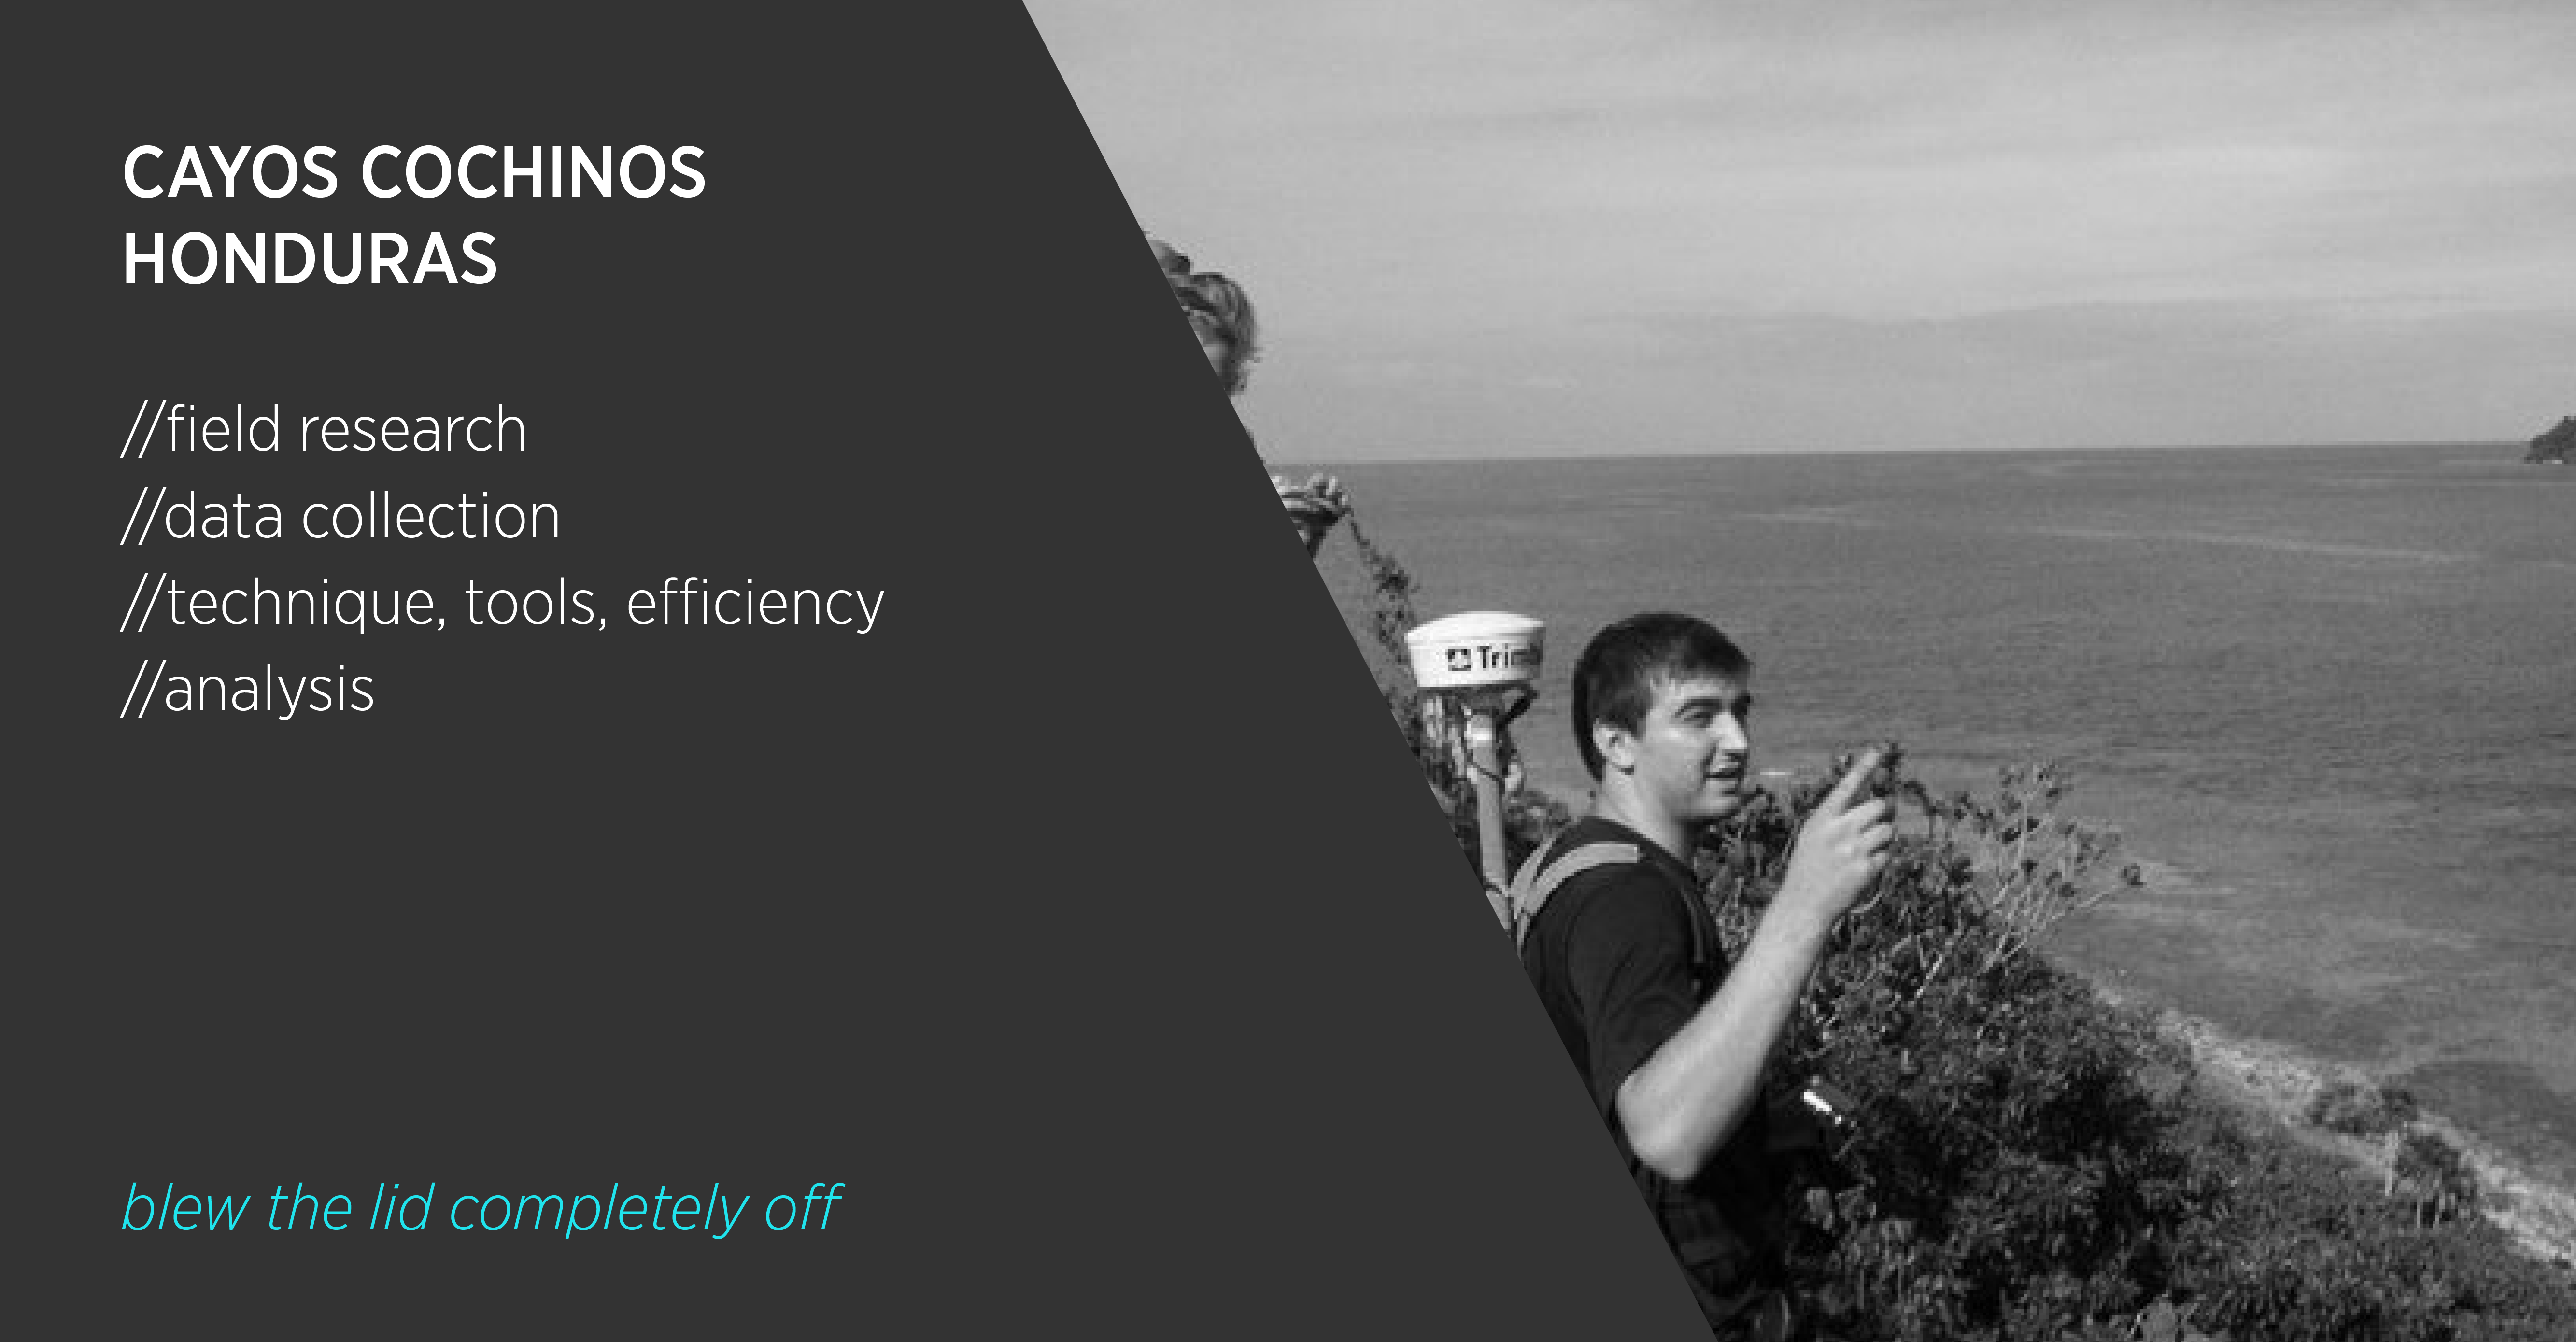 CAYOS COCHINOS
HONDURAS
//field research
//data collection
//technique, tools, efficiency
//analysis
Trim
blew the lid completely off